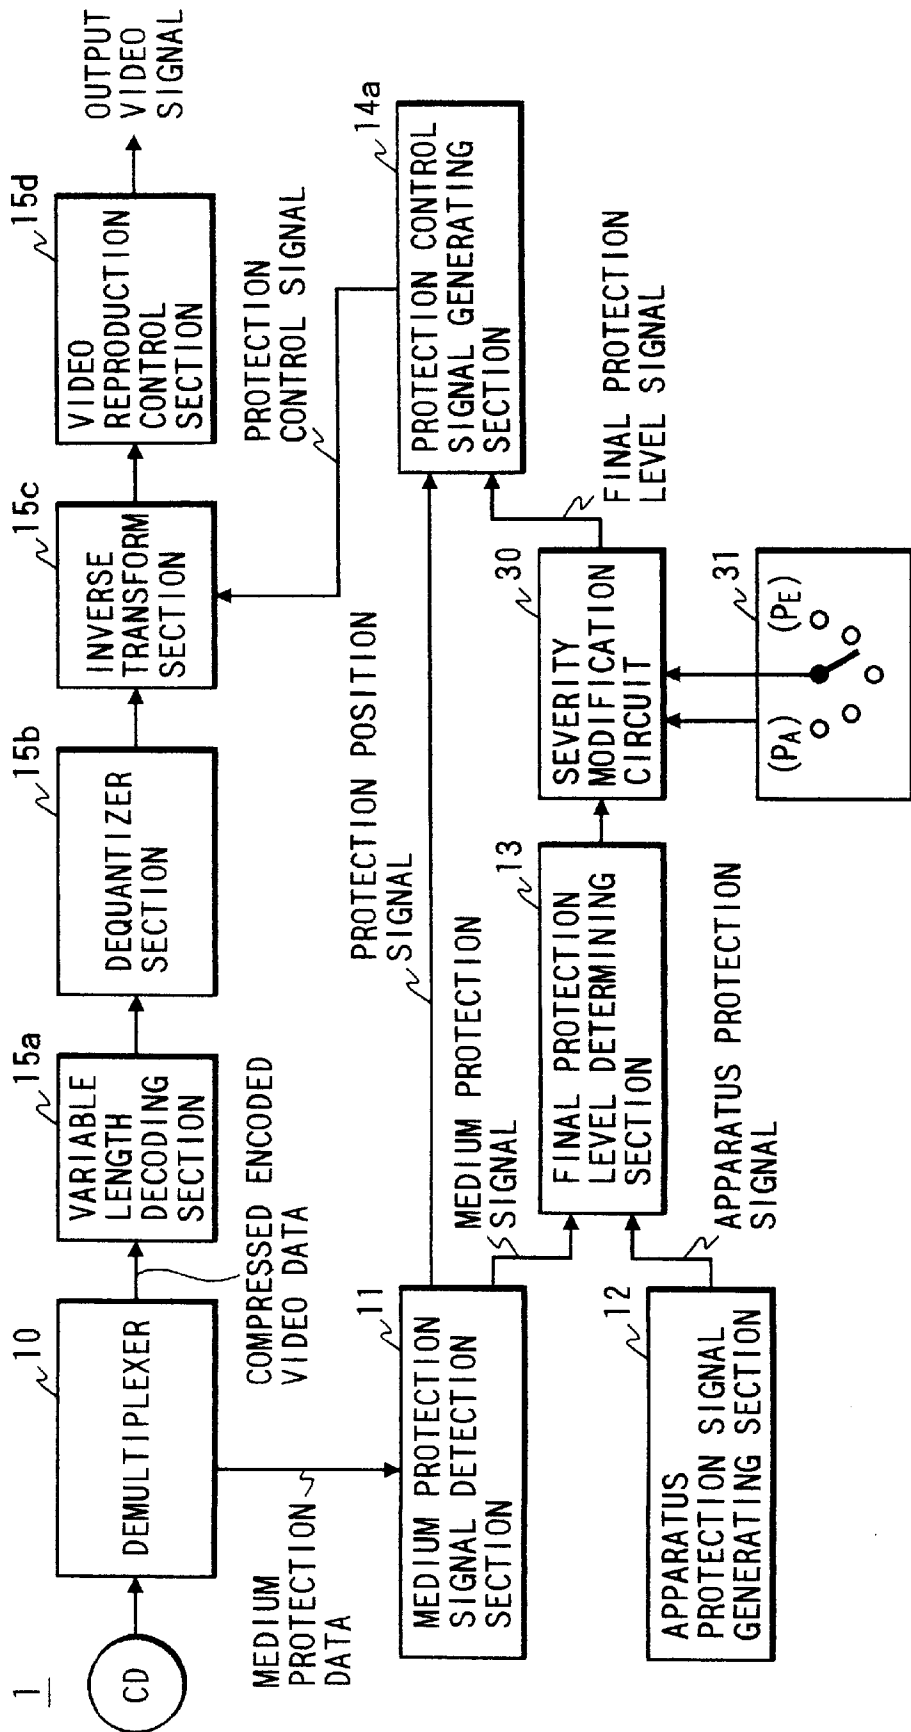 1
CD
10
DEMULTIPLEXER
15a
VARIABLE
LENGTH
DECODING
SECTION
15b
DEQUANTIZER
SECTION
15c
INVERSE
TRANSFORM
SECTION
15d
VIDEO
REPRODUCTION
CONTROL
SECTION
OUTPUT
VIDEO
SIGNAL
COMPRESSED ENCODED
VIDEO DATA
MEDIUM
PROTECTION
DATA
PROTECTION
CONTROL SIGNAL
PROTECTION POSITION
SIGNAL
11
MEDIUM PROTECTION
SIGNAL DETECTION
SECTION
14a
PROTECTION CONTROL
SIGNAL GENERATING
SECTION
MEDIUM PROTECTION
SIGNAL
13
FINAL PROTECTION
LEVEL DETERMINING
SECTION
30
SEVERITY
MODIFICATION
CIRCUIT
FINAL PROTECTION
LEVEL SIGNAL
12
APPARATUS
PROTECTION SIGNAL
GENERATING SECTION
APPARATUS PROTECTION
SIGNAL
31
(PA)
(PE)